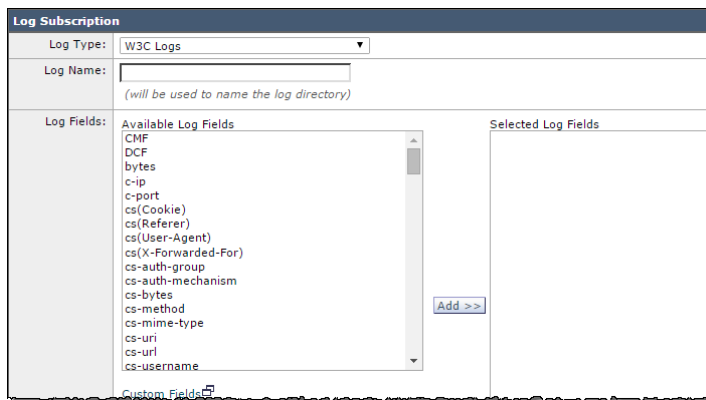 Log Subscription
Log Type: W3C Logs
Log Name:
(will be used to name the log directory)
Log Fields: Available Log Fields Selected Log Fields
CMF
DCF
bytes
c-ip
c-port
cs(Cookie)
cs(Referer)
cs(User-Agent)
cs(X-Forwarded-For)
cs-auth-group
cs-auth-mechanism
cs-bytes
Add >>
cs-method
cs-mime-type
cs-uri
cs-url
cs-username
Custom Fields